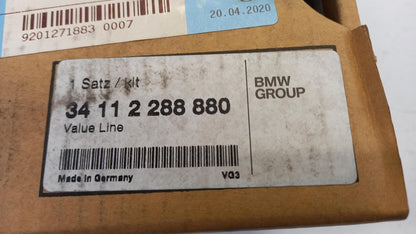 9201271883 0007
20.04.2020
1 Satz / kit
34 11 2 288 880
Value Line
BMW
GROUP
Made in Germany
VG3